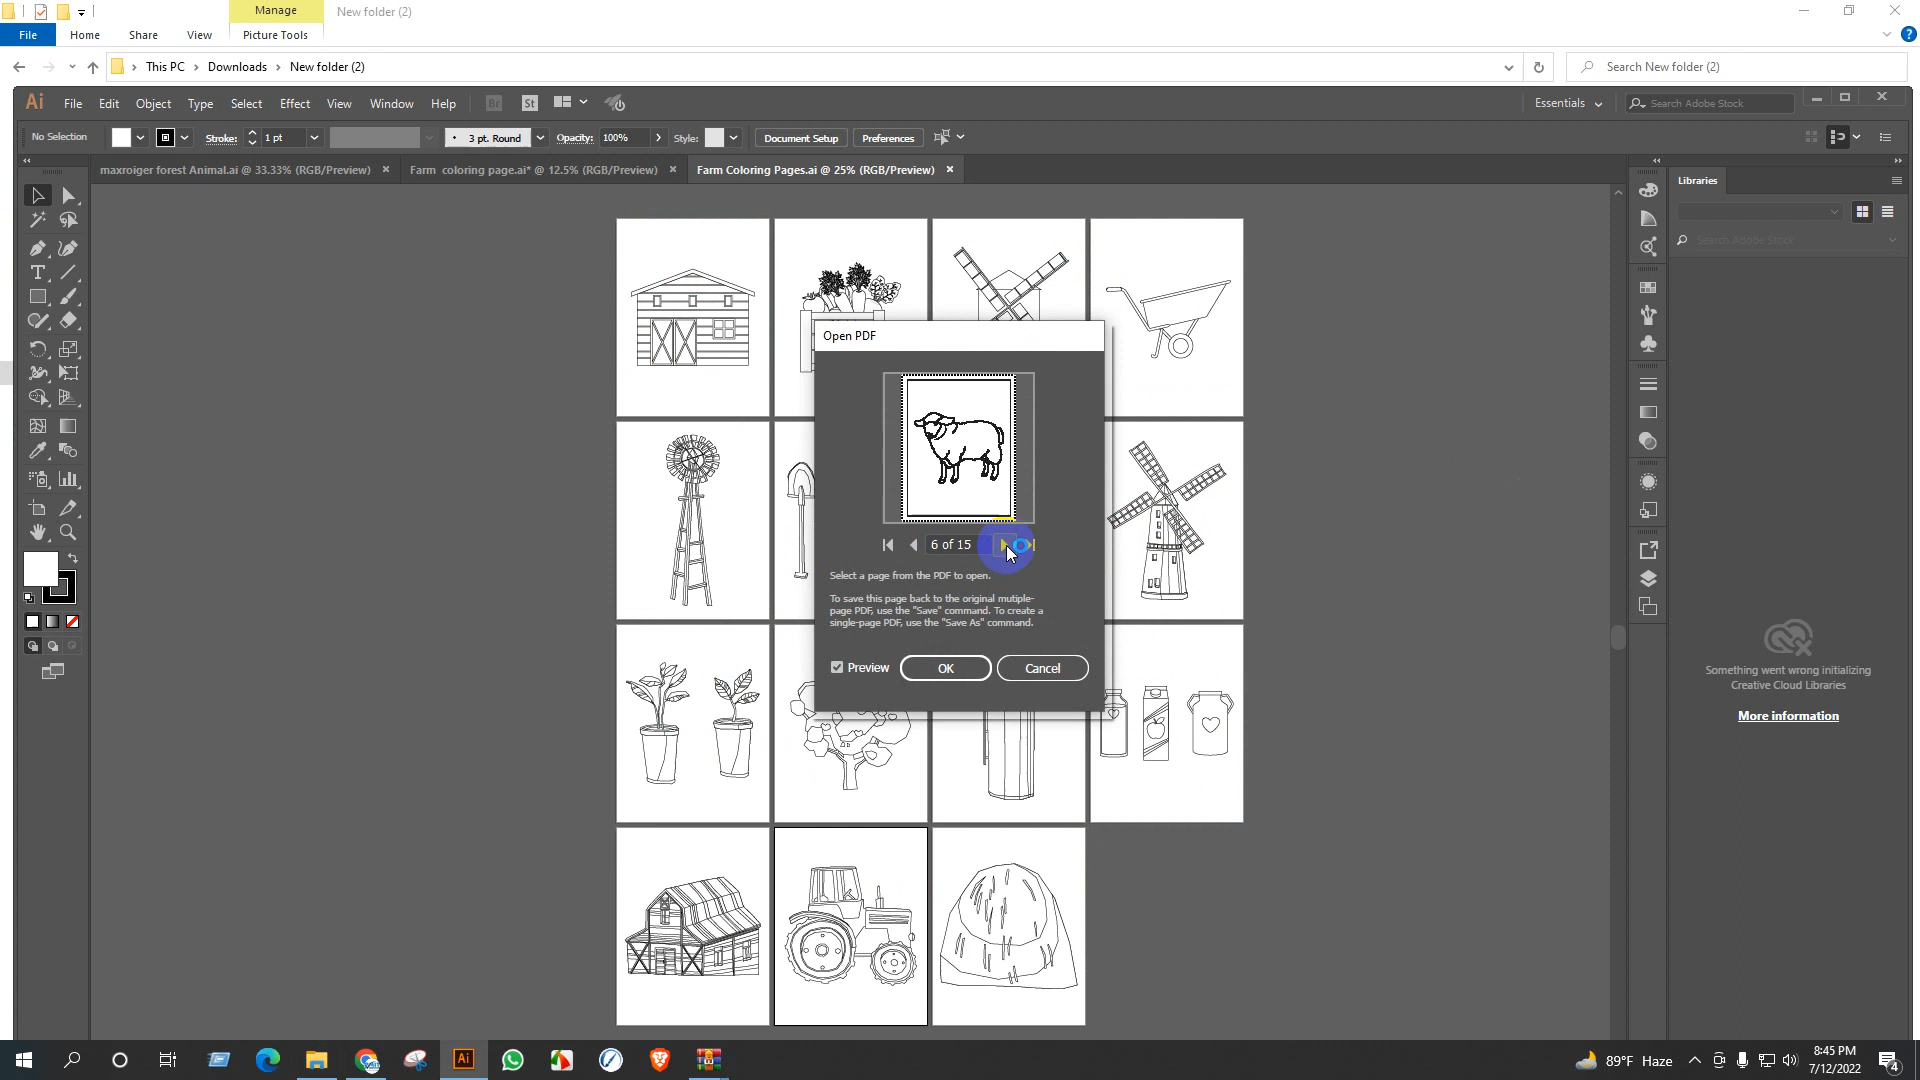 Manage
New folder (2)
File
Home
Share
View
Picture Tools
This PC
Downloads
New folder (2)
Search New folder (2)
Ai
File
Edit
Object
Type
Select
Effect
View
Window
Help
Br
St
Essentials
Search Adobe Stock
No Selection
Stroke:
1 pt
3 pt. Round
Opacity:
100%
Style:
Document Setup
Preferences
maxroiger forest Animal.ai @ 33.33% (RGB/Preview)
Farm coloring page.ai* @ 12.5% (RGB/Preview)
Farm Coloring Pages.ai @ 25% (RGB/Preview)
Libraries
Search Adobe Stock
Open PDF
6 of 15
Select a page from the PDF to open.
To save this page back to the original mutiple-
page PDF, use the "Save" command. To create a
single-page PDF, use the "Save As" command.
Preview
OK
Cancel
Something went wrong initializing
Creative Cloud Libraries
More information
Ai
89°F Haze
8:45 PM
7/12/2022
4